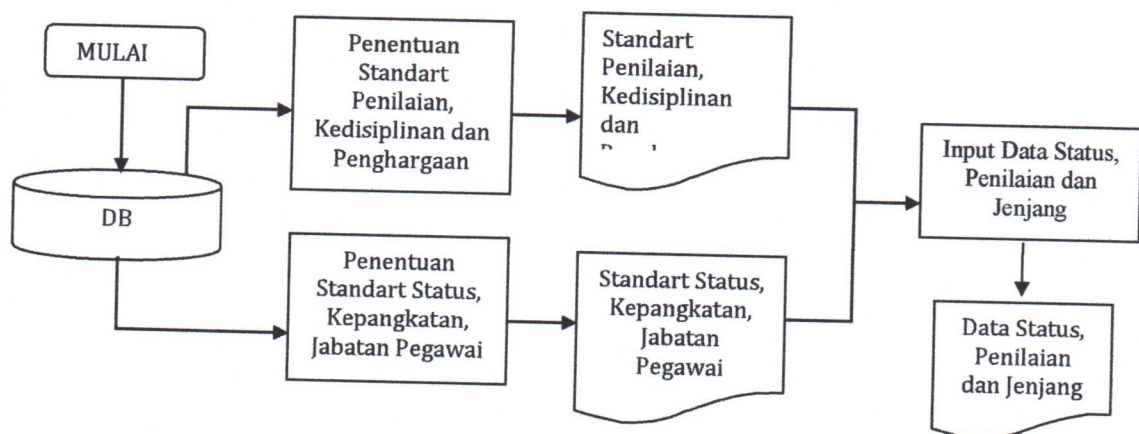 MULAI
DB
Penentuan
Standart
Penilaian,
Kedisiplinan dan
Penghargaan
Standart
Penilaian,
Kedisiplinan
dan
Penentuan
Standart Status,
Kepangkatan,
Jabatan Pegawai
Standart Status,
Kepangkatan,
Jabatan
Pegawai
Input Data Status,
Penilaian dan
Jenjang
Data Status,
Penilaian
dan Jenjang